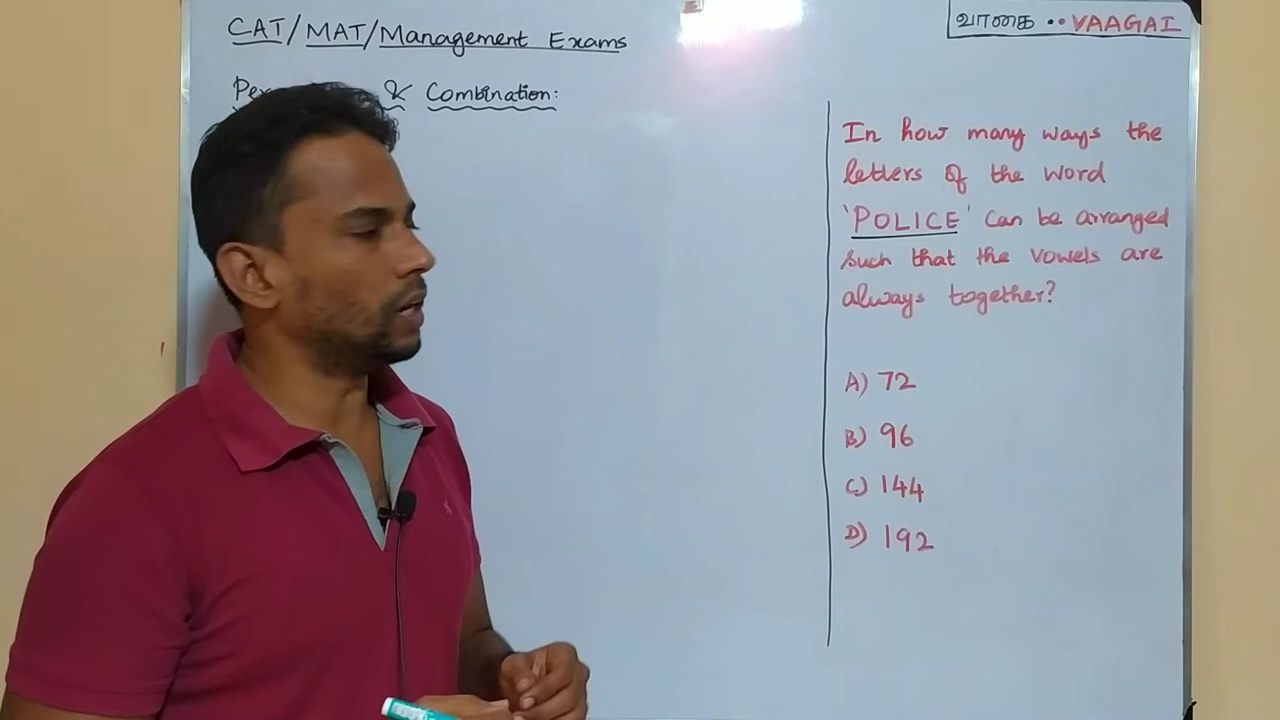 CAT/MAT/Management Exams
வாகை ..VAAGAI
& Combination:
In how many ways the
letters of the word
'POLICE' can be arranged
such that the vowels are
always together?
A) 72
B) 96
C) 144
D) 192